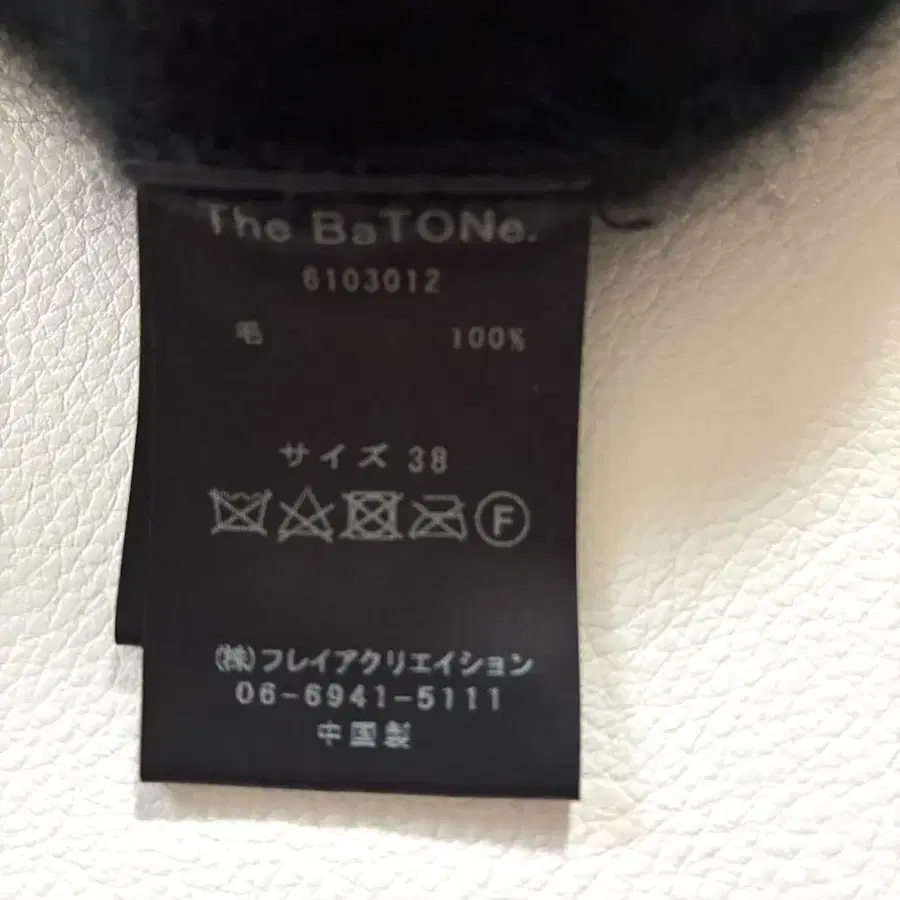 The BaTONe.
6103012
毛 100%
サイズ 38
F
(株)フレイアクリエイション
06-6941-5111
中国製